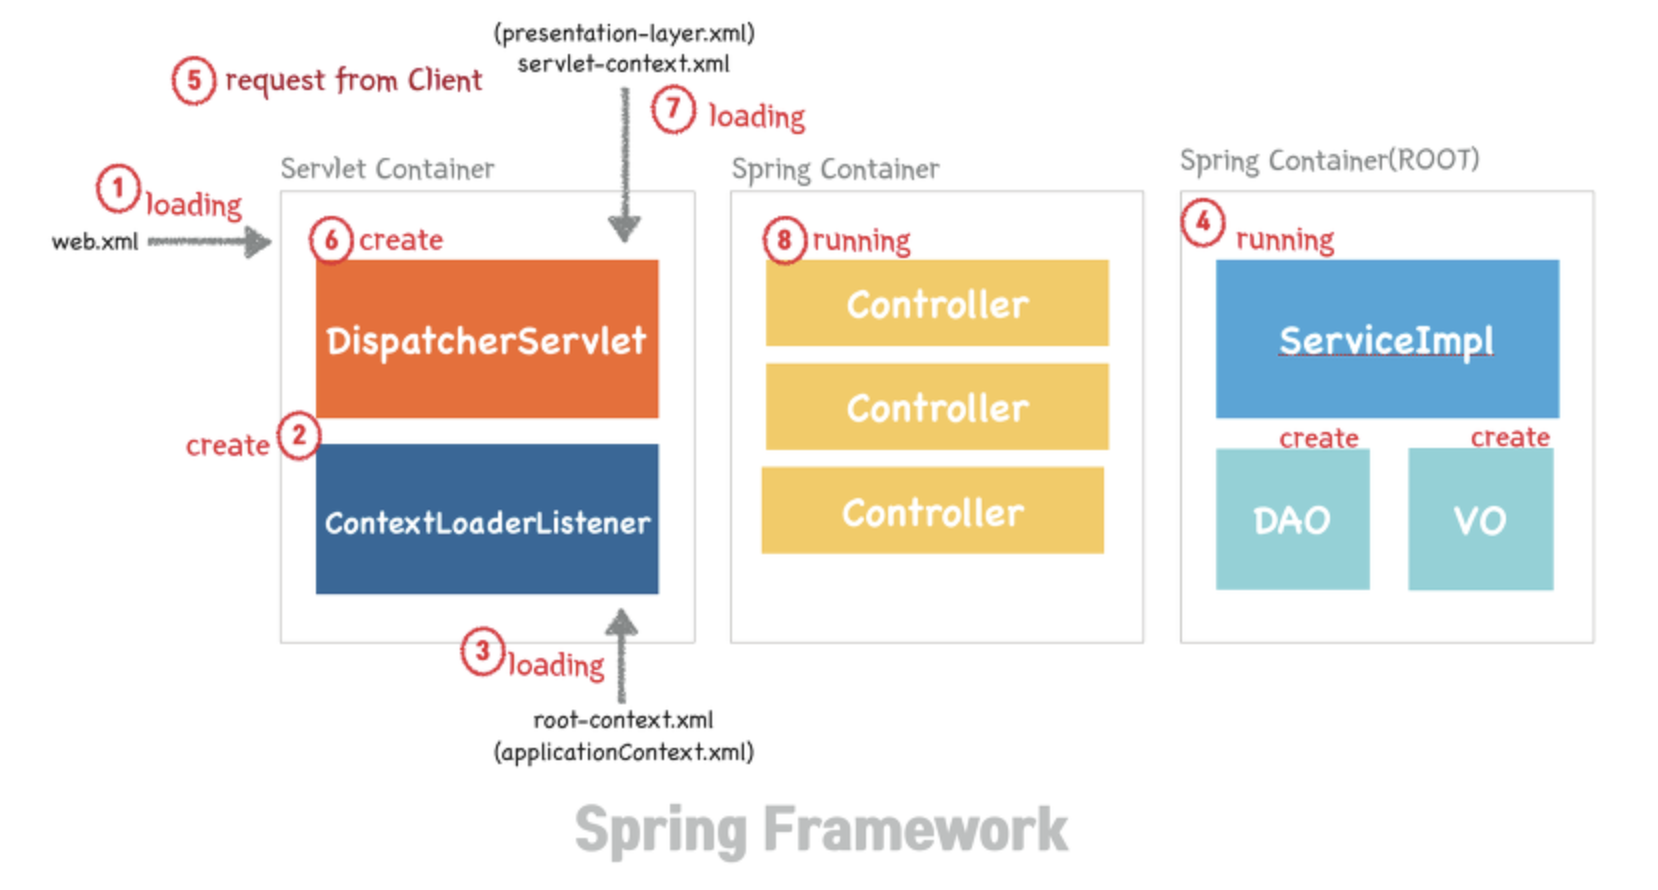 (presentation-layer.xml)
servlet-context.xml
5 request from Client
7 loading
Servlet Container
Spring Container
Spring Container(ROOT)
1 loading
web.xml
6 create
8 running
4 running
DispatcherServlet
Controller
ServiceImpl
Controller
create 2
create
create
ContextLoaderListener
Controller
DAO
VO
3 loading
root-context.xml
(applicationContext.xml)
Spring Framework